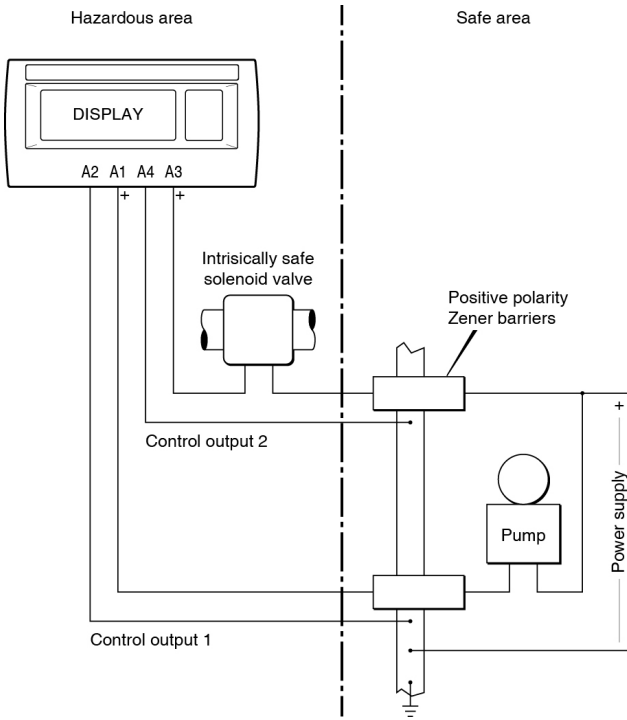 Hazardous area
Safe area
DISPLAY
A2 A1 A4 A3
+ +
Intrisically safe
solenoid valve
Positive polarity
Zener barriers
+
Control output 2
Power supply
Pump
Control output 1